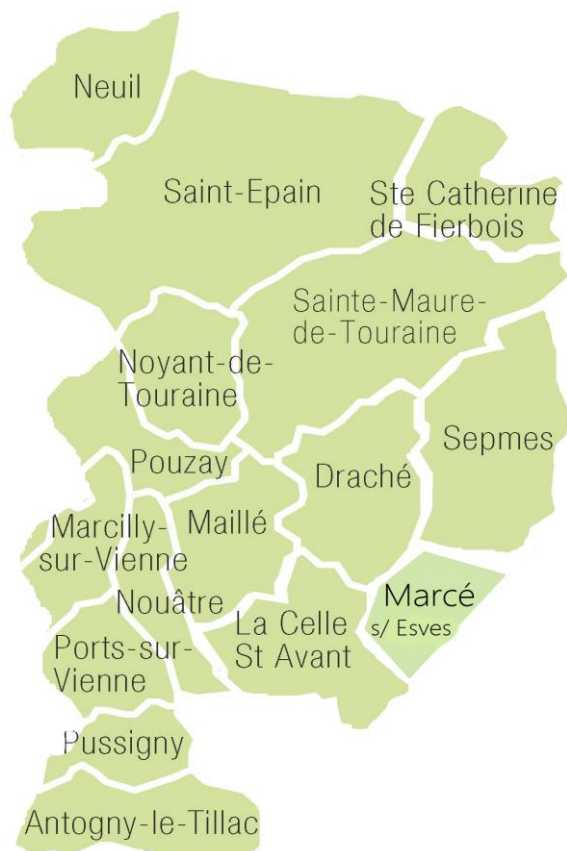 Neuil
Saint-Epain
Ste Catherine
de Fierbois
Sainte-Maure-
de-Touraine
Noyant-de-
Touraine
Sepmes
Pouzay
Draché
Marcilly-
sur-Vienne
Maillé
Nouâtre
Marcé
s/ Esves
La Celle
St Avant
Ports-sur-
Vienne
Pussigny
Antogny-le-Tillac